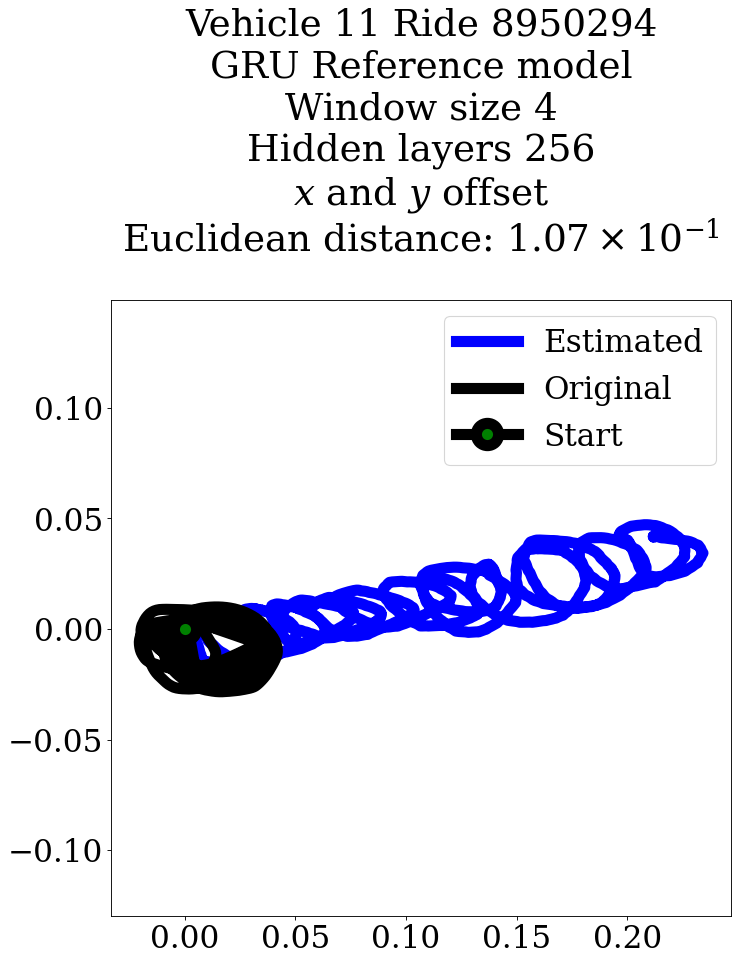 Vehicle 11 Ride 8950294
GRU Reference model
Window size 4
Hidden layers 256
x and y offset
Euclidean distance: 1.07 × 10⁻¹
Estimated
Original
Start
0.10
0.05
0.00
−0.05
−0.10
0.00 0.05 0.10 0.15 0.20